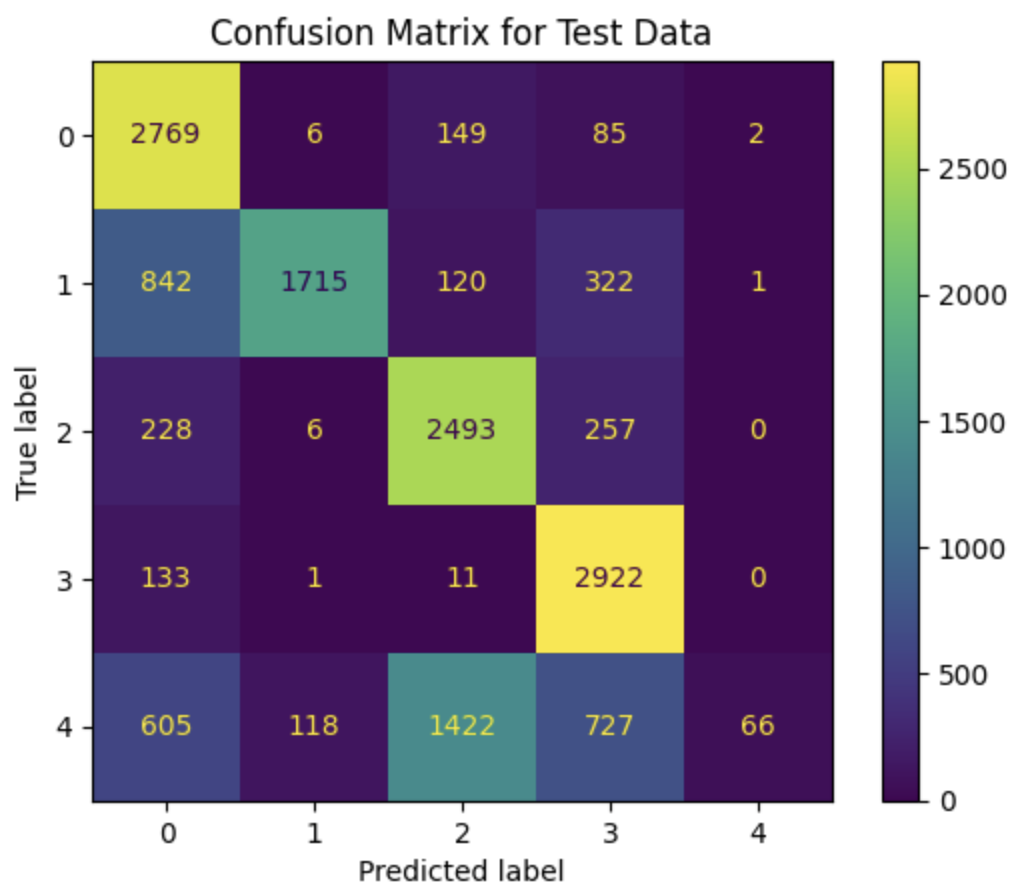 Confusion Matrix for Test Data
0 2769 6 149 85 2
1 842 1715 120 322 1
2 228 6 2493 257 0
3 133 1 11 2922 0
4 605 118 1422 727 66
0 1 2 3 4
True label
Predicted label
2500
2000
1500
1000
500
0